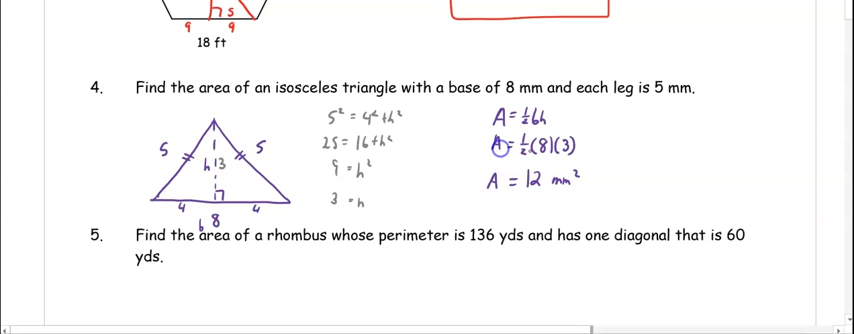 h 5
9 9
18 ft
4. Find the area of an isosceles triangle with a base of 8 mm and each leg is 5 mm.
5² = 4² + h²
A = ½bh
5 5
25 = 16 + h²
A = ½(8)(3)
h 3
9 = h²
A = 12 mm²
3 = h
4 4
b 8
5. Find the area of a rhombus whose perimeter is 136 yds and has one diagonal that is 60
yds.